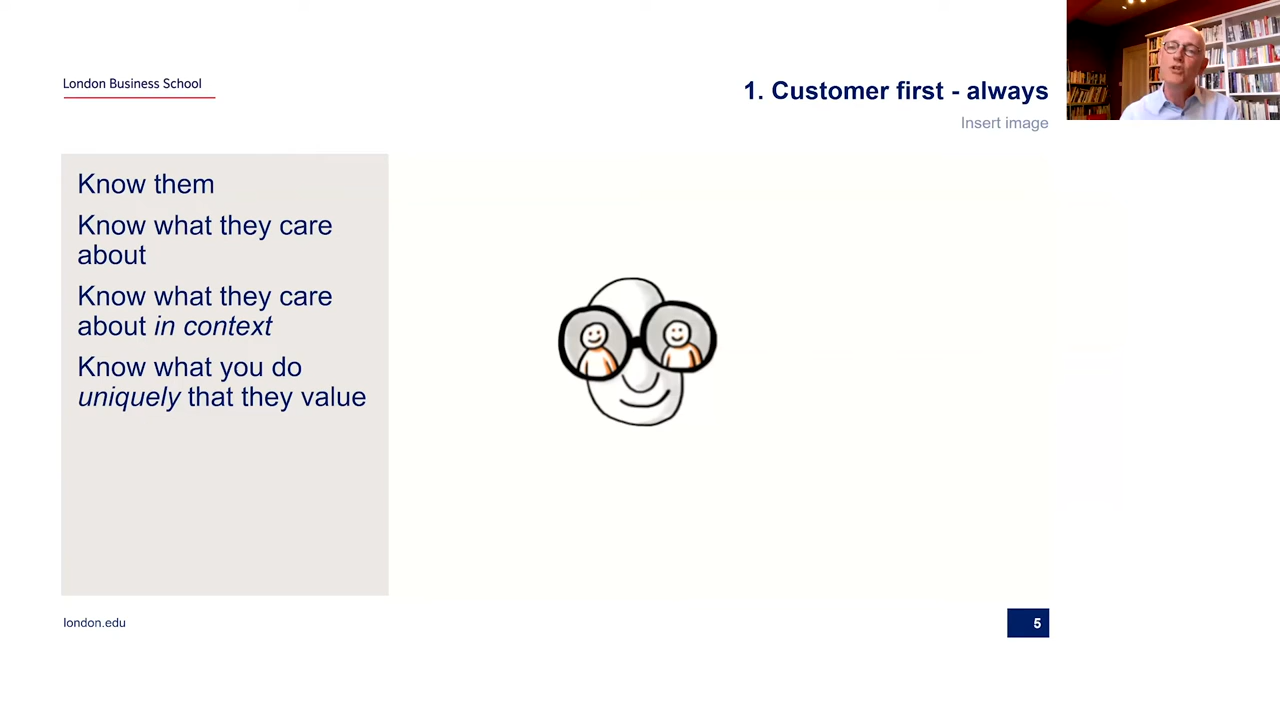 London Business School
1. Customer first - always
Insert image
Know them
Know what they care
about
Know what they care
about in context
Know what you do
uniquely that they value
london.edu
5